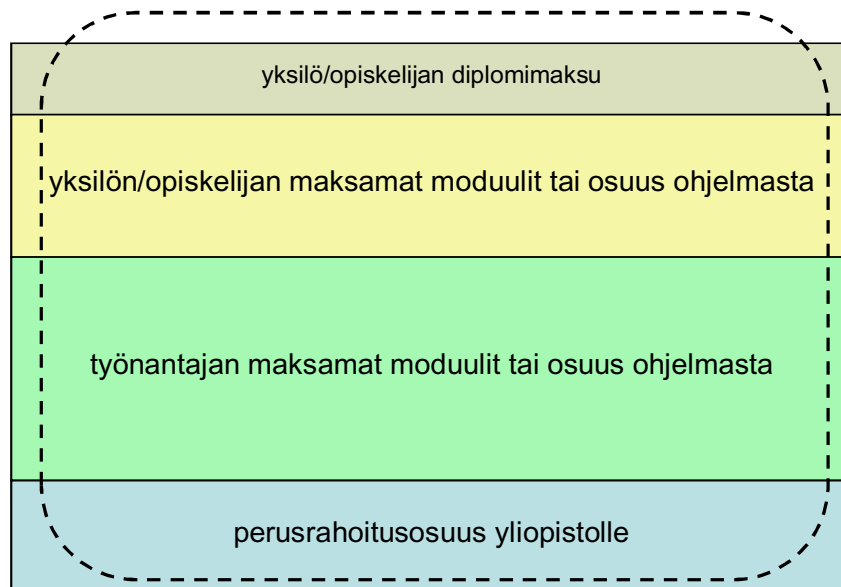 yksilö/opiskelijan diplomimaksu
yksilön/opiskelijan maksamat moduulit tai osuus ohjelmasta
työnantajan maksamat moduulit tai osuus ohjelmasta
perusrahoitusosuus yliopistolle